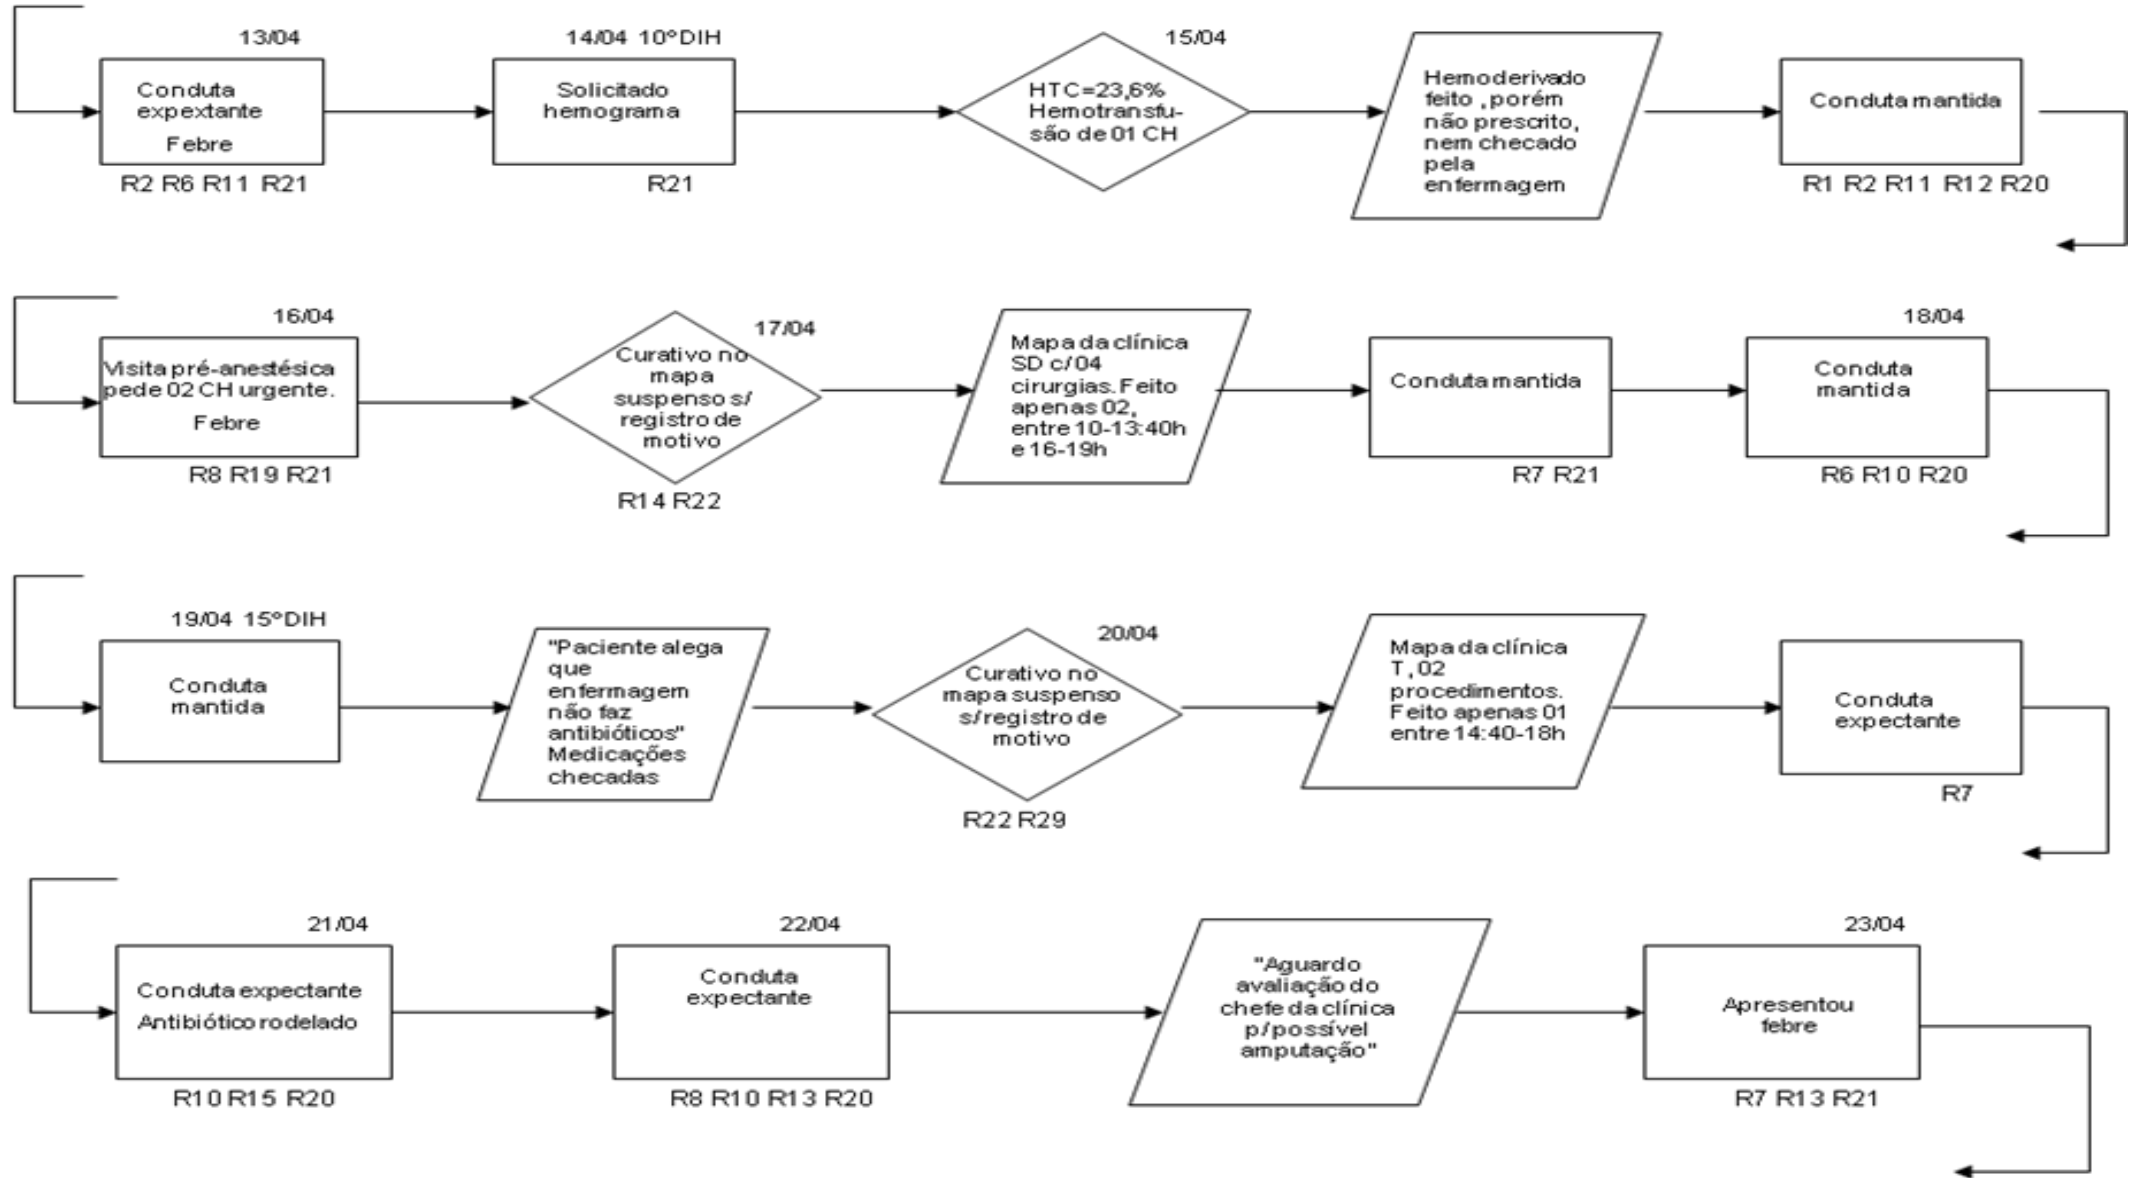 13/04
Conduta
expextante
Febre
R2 R6 R11 R21
14/04 10°DIH
Solicitado
hemograma
R21
15/04
HTC=23,6%
Hemotransfu-
são de 01 CH
Hemoderivado
feito , porém
não prescrito,
nem checado
pela
enfermagem
Conduta mantida
R1 R2 R11 R12 R20
16/04
Visita pré-anestésica
pede 02 CH urgente.
Febre
R8 R19 R21
17/04
Curativo no
mapa
suspenso s/
registro de
motivo
R14 R22
Mapa da clínica
SD c/ 04
cirurgias. Feito
apenas 02,
entre 10-13:40h
e 16-19h
Conduta mantida
R7 R21
18/04
Conduta
mantida
R6 R10 R20
19/04 15°DIH
Conduta
mantida
"Paciente alega
que
enfermagem
não faz
antibióticos"
Medicações
checadas
20/04
Curativo no
mapa suspenso
s/registro de
motivo
R22 R29
Mapa da clínica
T, 02
procedimentos.
Feito apenas 01
entre 14:40-18h
Conduta
expectante
R7
21/04
Conduta expectante
Antibiótico rodelado
R10 R15 R20
22/04
Conduta
expectante
R8 R10 R13 R20
"Aguardo
avaliação do
chefe da clínica
p/possível
amputação"
23/04
Apresentou
febre
R7 R13 R21